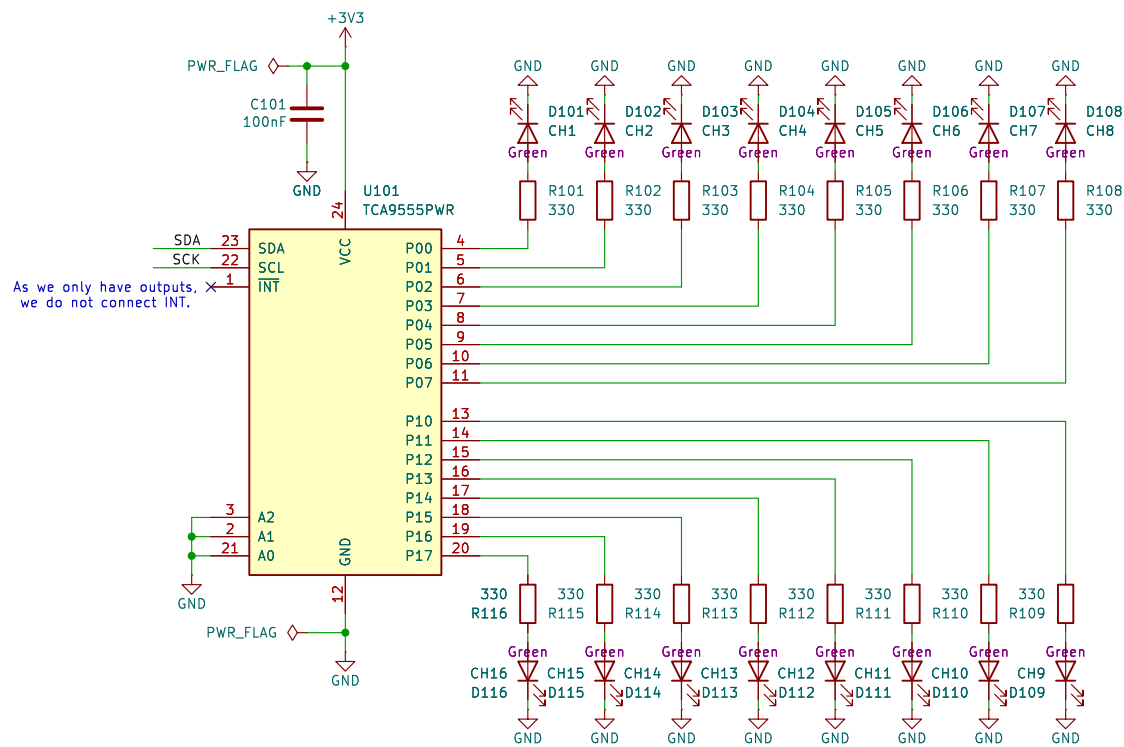 +3V3
PWR_FLAG
C101
100nF
GND
GND GND GND GND GND GND GND GND
D101 D102 D103 D104 D105 D106 D107 D108
CH1 CH2 CH3 CH4 CH5 CH6 CH7 CH8
Green Green Green Green Green Green Green Green
R101 R102 R103 R104 R105 R106 R107 R108
330 330 330 330 330 330 330 330
U101
TCA9555PWR
24
VCC
SDA 23 SDA
SCK 22 SCL
1 INT
As we only have outputs,
we do not connect INT.
P00 4
P01 5
P02 6
P03 7
P04 8
P05 9
P06 10
P07 11
P10 13
P11 14
P12 15
P13 16
P14 17
P15 18
P16 19
P17 20
3 A2
2 A1
21 A0
GND
GND
12
PWR_FLAG
GND
330 330 330 330 330 330 330 330
R116 R115 R114 R113 R112 R111 R110 R109
Green Green Green Green Green Green Green Green
CH16 CH15 CH14 CH13 CH12 CH11 CH10 CH9
D116 D115 D114 D113 D112 D111 D110 D109
GND GND GND GND GND GND GND GND